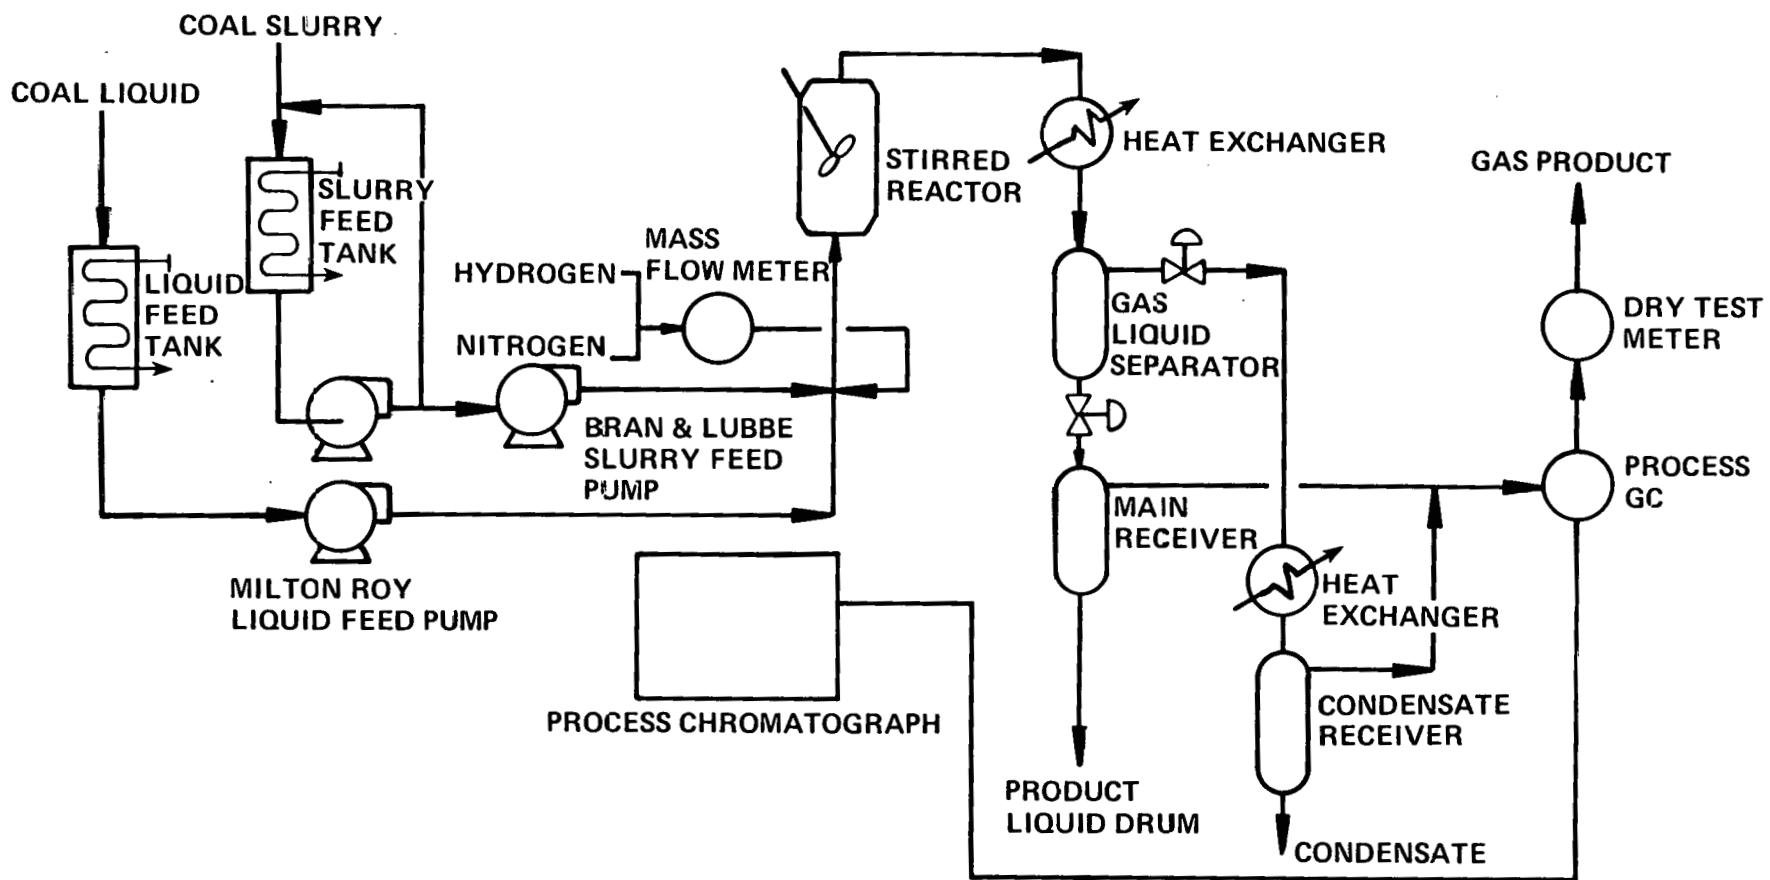 COAL SLURRY
COAL LIQUID
SLURRY
FEED
TANK
LIQUID
FEED
TANK
HYDROGEN
NITROGEN
MASS
FLOW METER
STIRRED
REACTOR
HEAT EXCHANGER
GAS PRODUCT
GAS
LIQUID
SEPARATOR
DRY TEST
METER
BRAN & LUBBE
SLURRY FEED
PUMP
MILTON ROY
LIQUID FEED PUMP
MAIN
RECEIVER
PROCESS
GC
HEAT
EXCHANGER
PROCESS CHROMATOGRAPH
CONDENSATE
RECEIVER
PRODUCT
LIQUID DRUM
CONDENSATE